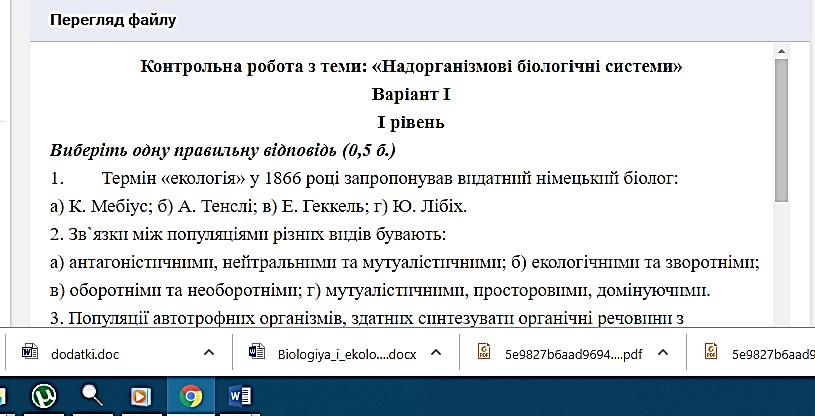 Перегляд файлу
Контрольна робота з теми: «Надорганізмові біологічні системи»
Варіант І
І рівень
Виберіть одну правильну відповідь (0,5 б.)
1. Термін «екологія» у 1866 році запропонував видатний німецький біолог:
а) К. Мебіус; б) А. Тенслі; в) Е. Геккель; г) Ю. Лібіх.
2. Зв`язки між популяціями різних видів бувають:
а) антагоністичними, нейтральними та мутуалістичними; б) екологічними та зворотніми;
в) оборотніми та необоротніми; г) мутуалістичними, просторовими, домінуючими.
3. Популяції автотрофних організмів, здатних синтезувати органічні речовини з
dodatki.doc
Biologiya_i_ekolo....docx
5e9827b6aad9694....pdf
5e9827b6aad9